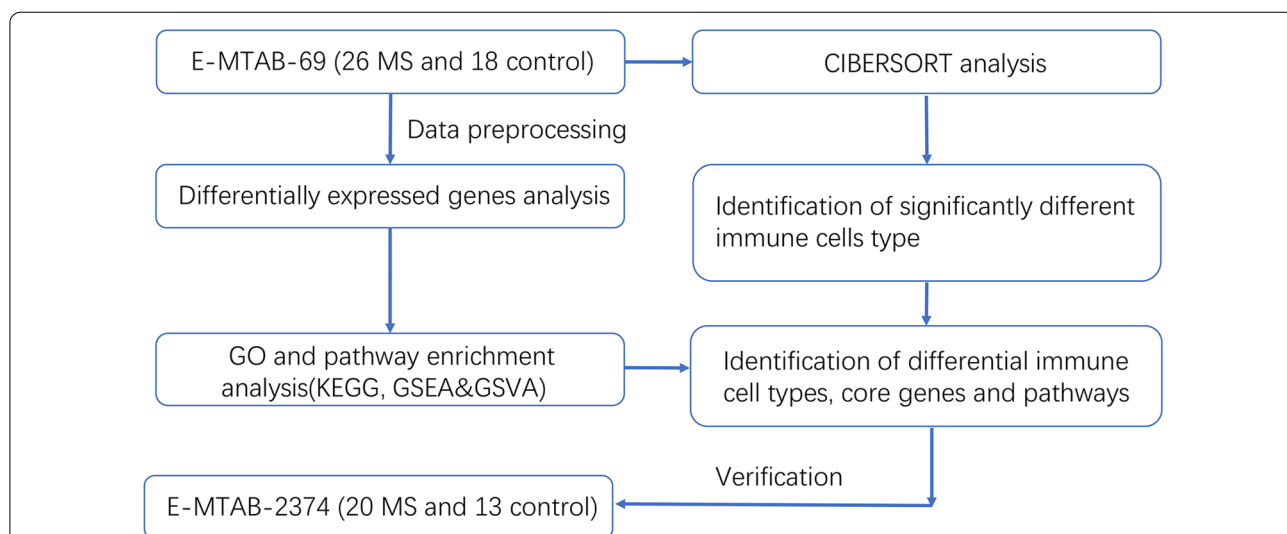 E-MTAB-69 (26 MS and 18 control)
CIBERSORT analysis
Data preprocessing
Differentially expressed genes analysis
Identification of significantly different
immune cells type
GO and pathway enrichment
analysis(KEGG, GSEA&GSVA)
Identification of differential immune
cell types, core genes and pathways
Verification
E-MTAB-2374 (20 MS and 13 control)